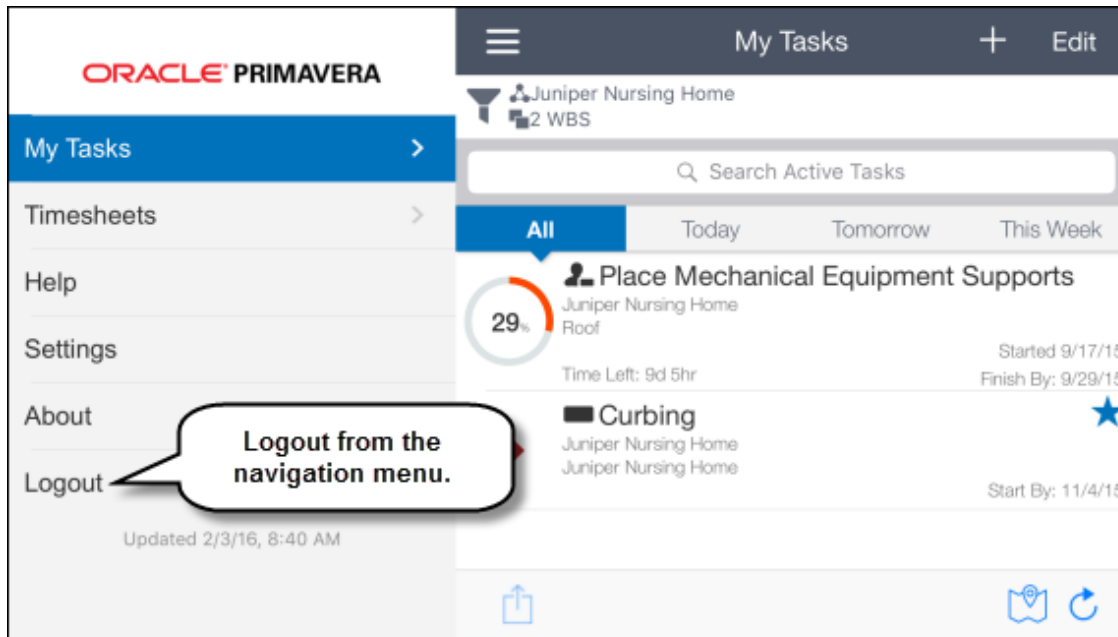 ORACLE PRIMAVERA
My Tasks
Timesheets
Help
Settings
About
Logout
Logout from the
navigation menu.
Updated 2/3/16, 8:40 AM
My Tasks
Edit
Juniper Nursing Home
2 WBS
Search Active Tasks
All Today Tomorrow This Week
29%
Place Mechanical Equipment Supports
Juniper Nursing Home
Roof
Started 9/17/15
Time Left: 9d 5hr
Finish By: 9/29/15
Curbing
Juniper Nursing Home
Juniper Nursing Home
Start By: 11/4/15